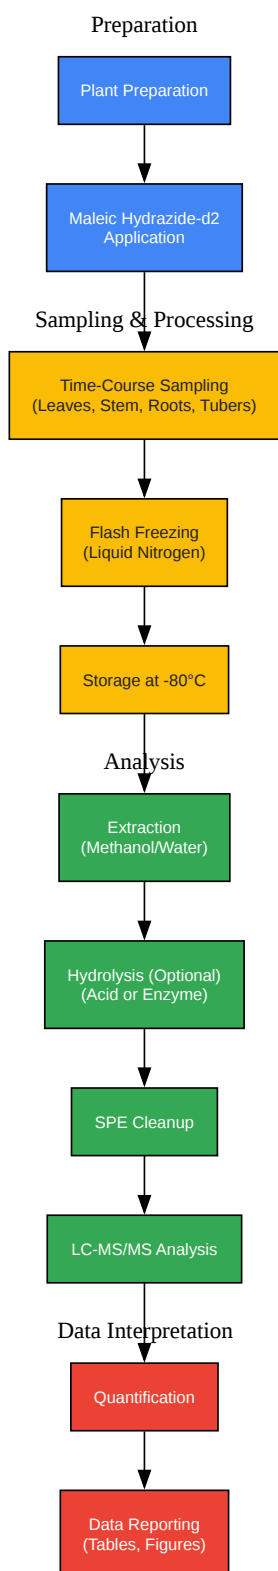 Preparation
Plant Preparation
Maleic Hydrazide-d2
Application
Sampling & Processing
Time-Course Sampling
(Leaves, Stem, Roots, Tubers)
Flash Freezing
(Liquid Nitrogen)
Storage at -80°C
Analysis
Extraction
(Methanol/Water)
Hydrolysis (Optional)
(Acid or Enzyme)
SPE Cleanup
LC-MS/MS Analysis
Data Interpretation
Quantification
Data Reporting
(Tables, Figures)